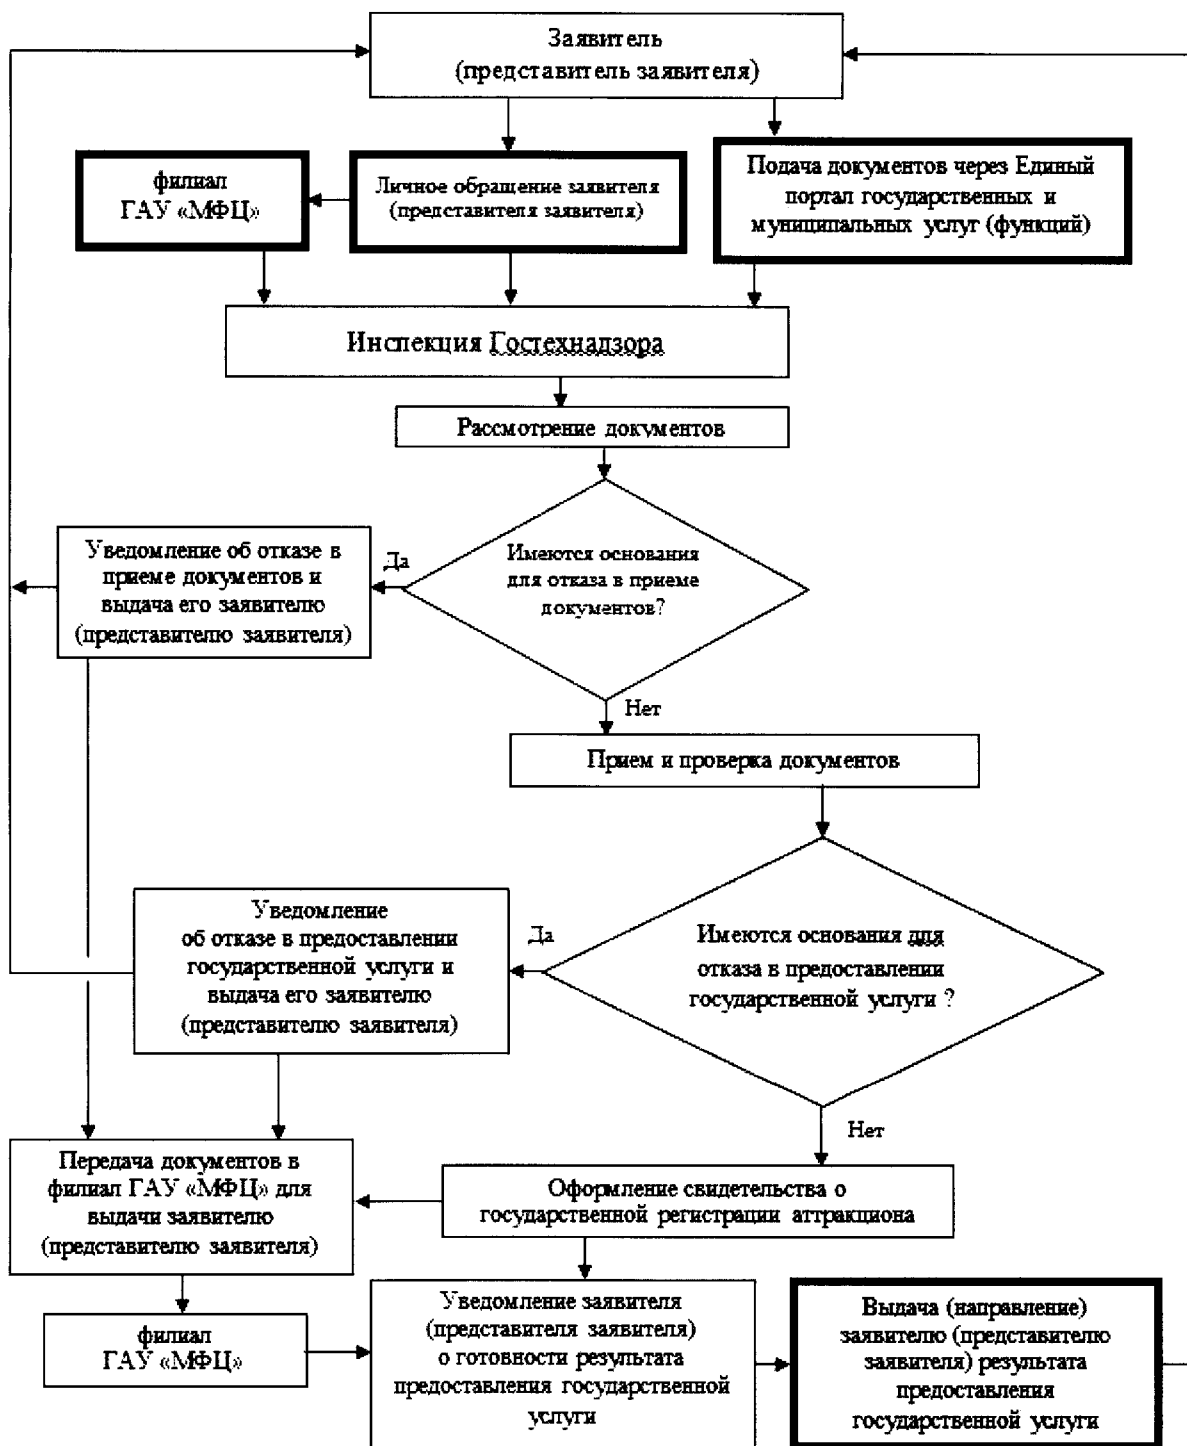 Заявитель
(представитель заявителя)
филиал
ГАУ «МФЦ»
Личное обращение заявителя
(представителя заявителя)
Подача документов через Единый
портал государственных и
муниципальных услуг (функций)
Инспекция Гостехнадзора
Рассмотрение документов
Уведомление об отказе в
приеме документов и
выдача его заявителю
(представителю заявителя)
Да
Имеются основания
для отказа в приеме
документов?
Нет
Прием и проверка документов
Уведомление
об отказе в предоставлении
государственной услуги и
выдача его заявителю
(представителю заявителя)
Да
Имеются основания для
отказа в предоставлении
государственной услуги ?
Нет
Передача документов в
филиал ГАУ «МФЦ» для
выдачи заявителю
(представителю заявителя)
Оформление свидетельства о
государственной регистрации аттракциона
филиал
ГАУ «МФЦ»
Уведомление заявителя
(представителя заявителя)
о готовности результата
предоставления государственной
услуги
Выдача (направление)
заявителю (представителю
заявителя) результата
предоставления
государственной услуги